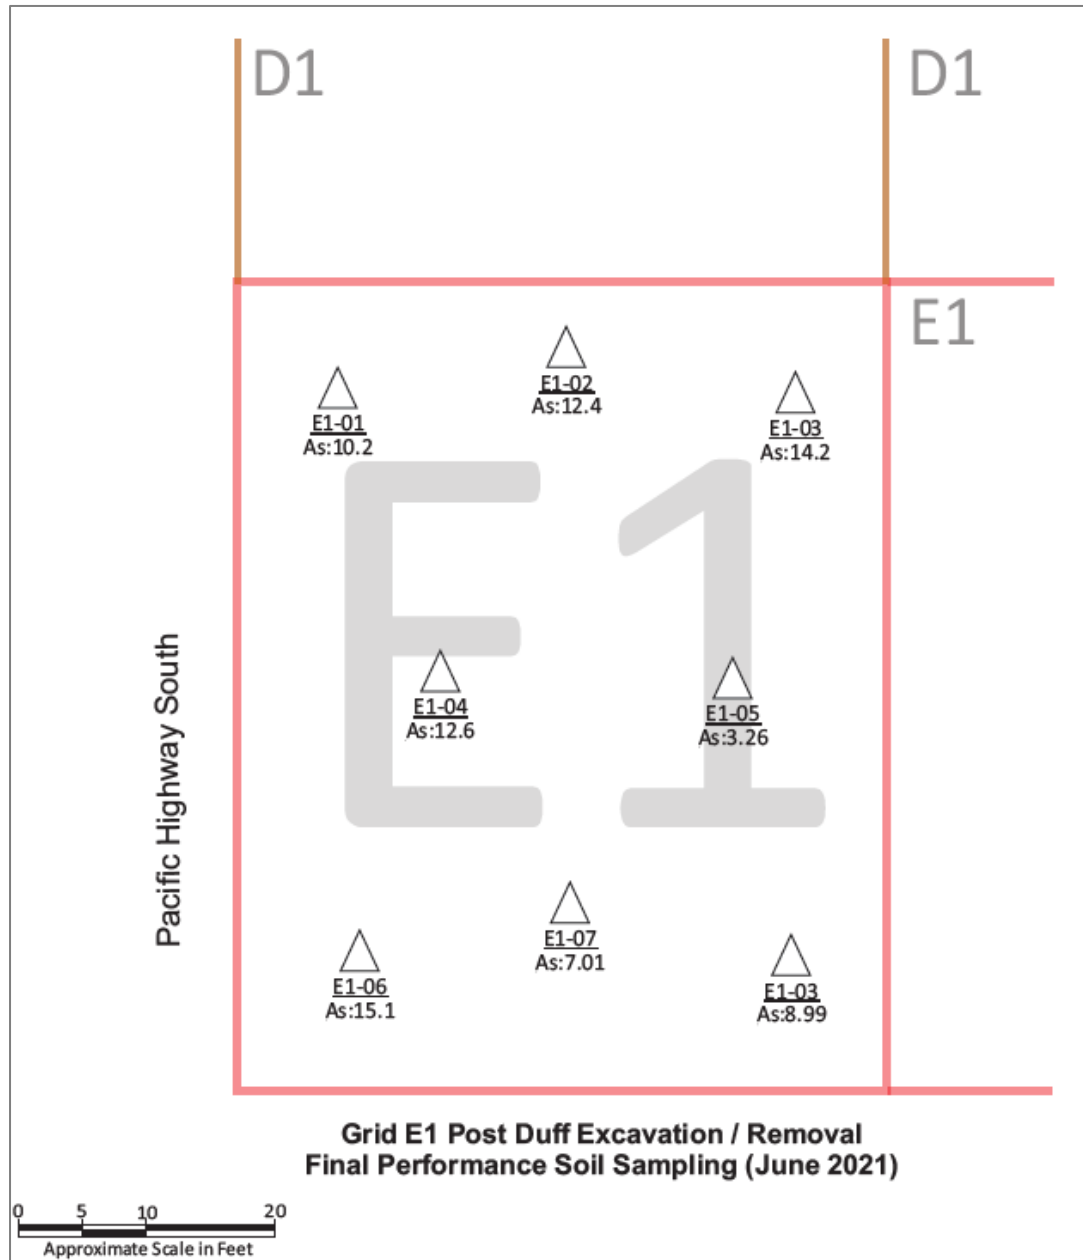 D1
D1
E1
E1-01
As:10.2
E1-02
As:12.4
E1-03
As:14.2
E1
E1-04
As:12.6
E1-05
As:3.26
E1-06
As:15.1
E1-07
As:7.01
E1-03
As:8.99
Pacific Highway South
Grid E1 Post Duff Excavation / Removal
Final Performance Soil Sampling (June 2021)
0 5 10 20
Approximate Scale in Feet